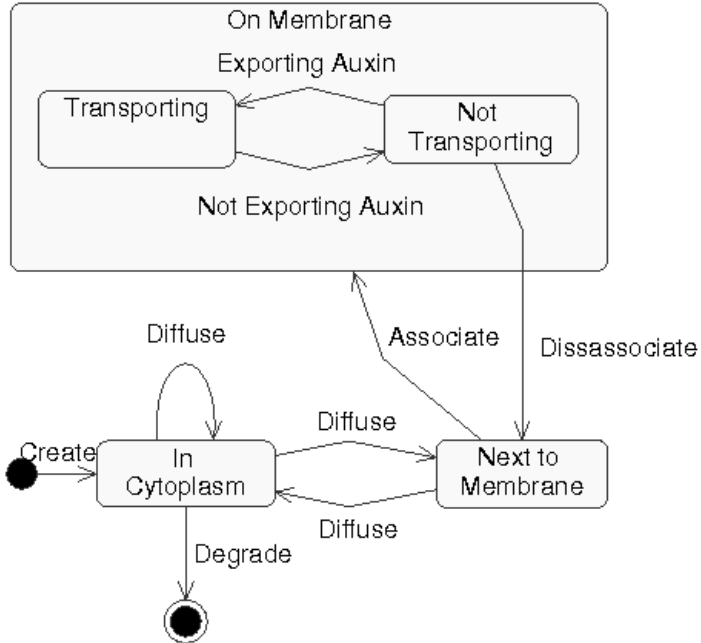 On Membrane
Exporting Auxin
Transporting
Not
Transporting
Not Exporting Auxin
Diffuse
Associate
Dissassociate
Create
In
Cytoplasm
Diffuse
Next to
Membrane
Diffuse
Degrade